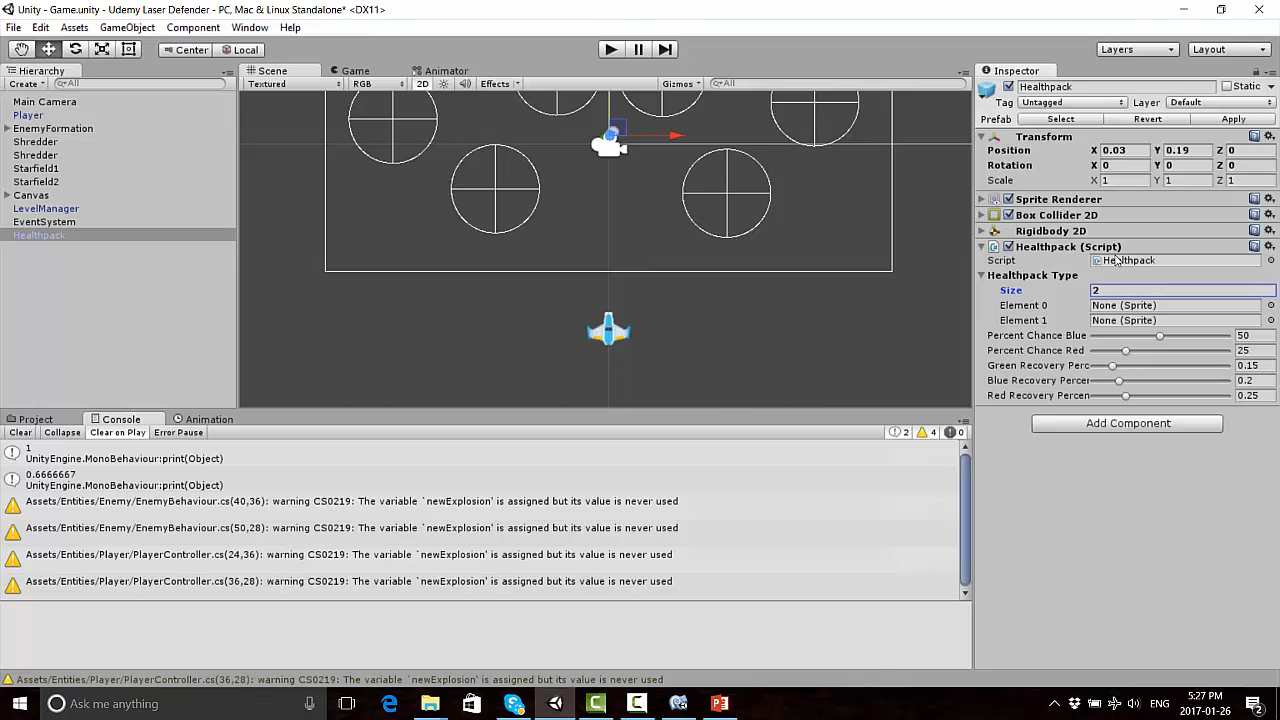 Unity - Game.unity - Udemy Laser Defender - PC, Mac & Linux Standalone* <DX11>
File Edit Assets GameObject Component Window Help
Center Local Layers Layout
Hierarchy
Create All
Main Camera
Player
EnemyFormation
Shredder
Shredder
Starfield1
Starfield2
Canvas
LevelManager
EventSystem
Healthpack
Scene Game Animator
Textured RGB 2D Effects Gizmos All
Inspector
Healthpack Static
Tag Untagged Layer Default
Prefab Select Revert Apply
Transform
Position X 0.03 Y 0.19 Z 0
Rotation X 0 Y 0 Z 0
Scale X 1 Y 1 Z 1
Sprite Renderer
Box Collider 2D
Rigidbody 2D
Healthpack (Script)
Script Healthpack
Healthpack Type
Size 2
Element 0 None (Sprite)
Element 1 None (Sprite)
Percent Chance Blue 50
Percent Chance Red 25
Green Recovery Perc 0.15
Blue Recovery Percer 0.2
Red Recovery Percen 0.25
Add Component
Project Console Animation
Clear Collapse Clear on Play Error Pause 2 4 0
1
UnityEngine.MonoBehaviour:print(Object)
0.6666667
UnityEngine.MonoBehaviour:print(Object)
Assets/Entities/Enemy/EnemyBehaviour.cs(40,36): warning CS0219: The variable `newExplosion' is assigned but its value is never used
Assets/Entities/Enemy/EnemyBehaviour.cs(50,28): warning CS0219: The variable `newExplosion' is assigned but its value is never used
Assets/Entities/Player/PlayerController.cs(24,36): warning CS0219: The variable `newExplosion' is assigned but its value is never used
Assets/Entities/Player/PlayerController.cs(36,28): warning CS0219: The variable `newExplosion' is assigned but its value is never used
Assets/Entities/Player/PlayerController.cs(36,28): warning CS0219: The variable `newExplosion' is assigned but its value is never used
Ask me anything
ENG
5:27 PM
2017-01-26